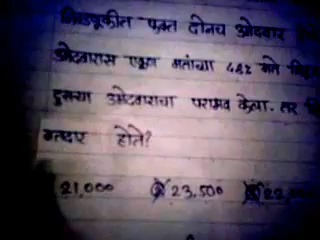 निवडणूकीत फक्त दोनच उमेदवार
उमेदवारास एकूण मतांच्या 48% मते
दुसऱ्या उमेदवाराचा पराभव केला. तर
मतदार होते?
21,000 23,500